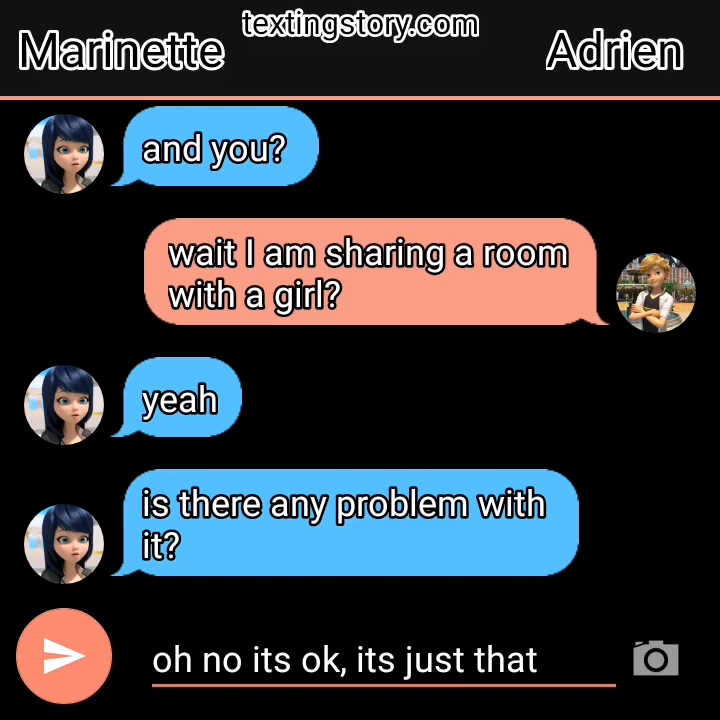 textingstory.com
Marinette
Adrien
and you?
wait I am sharing a room
with a girl?
yeah
is there any problem with
it?
oh no its ok, its just that